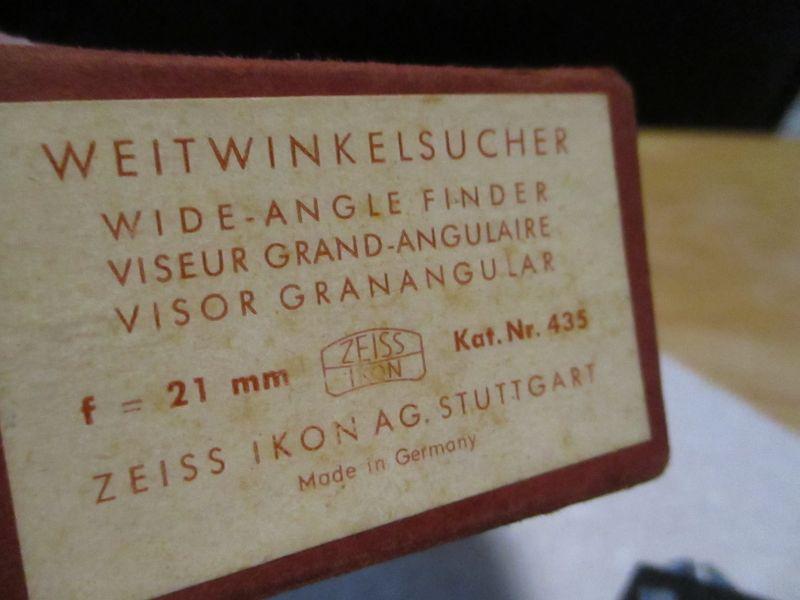 WEITWINKELSUCHER
WIDE-ANGLE FINDER
VISEUR GRAND-ANGULAIRE
VISOR GRANANGULAR
f = 21 mm
ZEISS
IKON
Kat. Nr. 435
ZEISS IKON AG. STUTTGART
Made in Germany